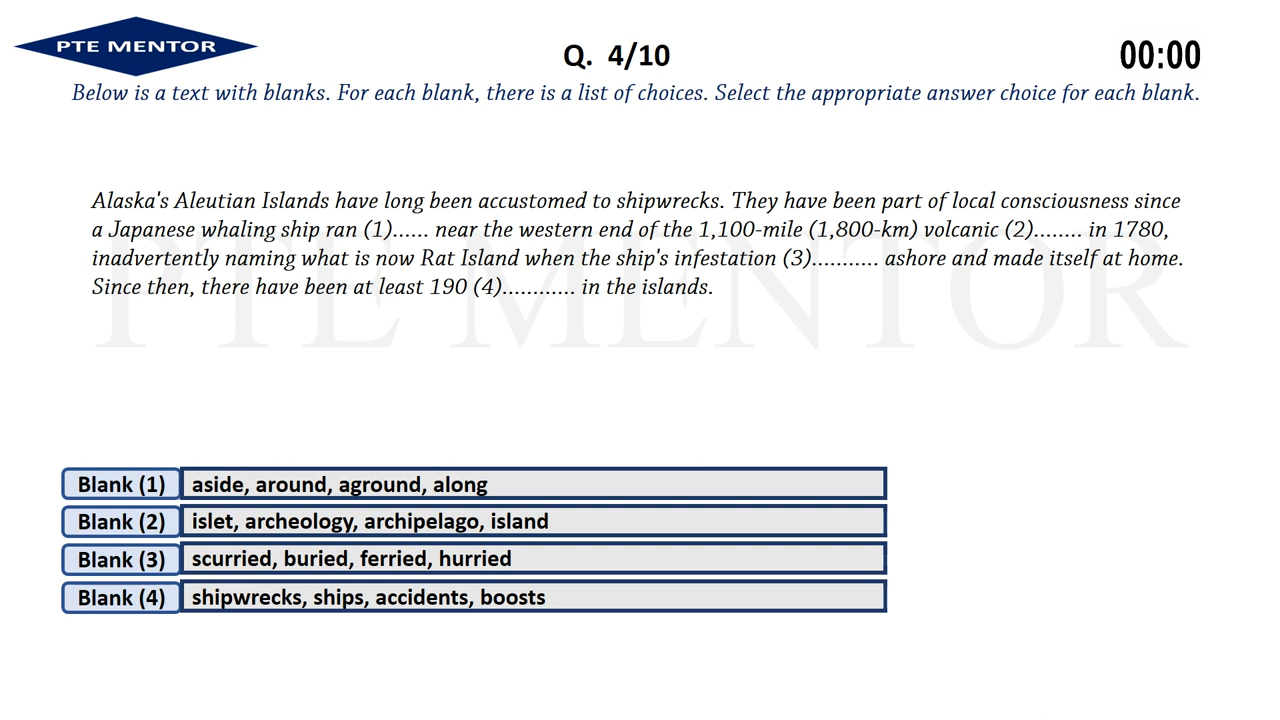 PTE MENTOR
Q. 4/10
00:00
Below is a text with blanks. For each blank, there is a list of choices. Select the appropriate answer choice for each blank.
Alaska's Aleutian Islands have long been accustomed to shipwrecks. They have been part of local consciousness since
a Japanese whaling ship ran (1)...... near the western end of the 1,100-mile (1,800-km) volcanic (2)........ in 1780,
inadvertently naming what is now Rat Island when the ship's infestation (3)........... ashore and made itself at home.
Since then, there have been at least 190 (4)............ in the islands.
PTE MENTOR
Blank (1) aside, around, aground, along
Blank (2) islet, archeology, archipelago, island
Blank (3) scurried, buried, ferried, hurried
Blank (4) shipwrecks, ships, accidents, boosts